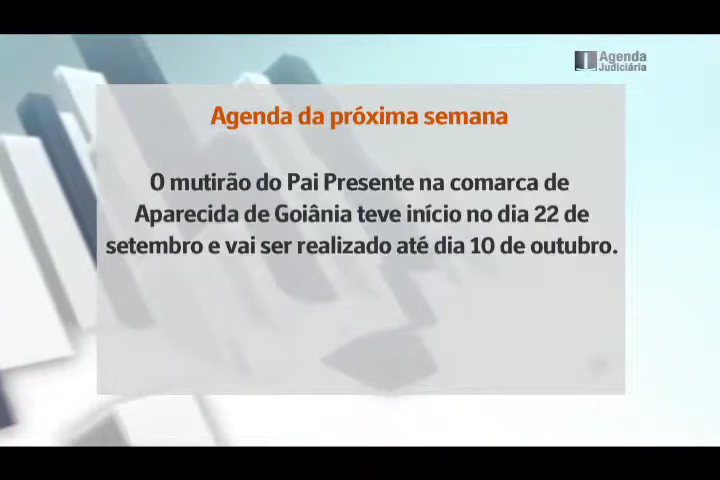 Agenda
Judiciária
Agenda da próxima semana
O mutirão do Pai Presente na comarca de
Aparecida de Goiânia teve início no dia 22 de
setembro e vai ser realizado até dia 10 de outubro.